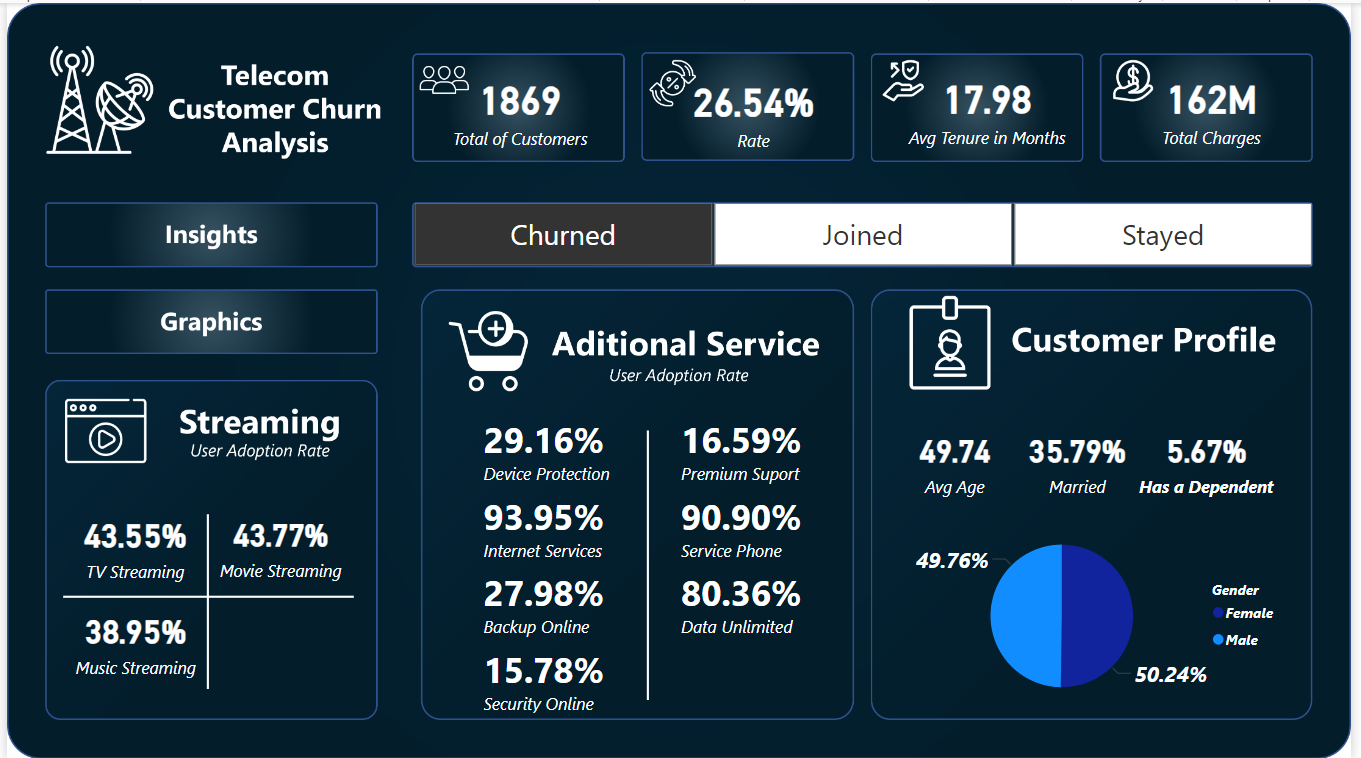 Telecom
Customer Churn
Analysis
1869
Total of Customers
26.54%
Rate
17.98
Avg Tenure in Months
162M
Total Charges
Insights
Graphics
Churned
Joined
Stayed
Streaming
User Adoption Rate
43.55%
TV Streaming
43.77%
Movie Streaming
38.95%
Music Streaming
Aditional Service
User Adoption Rate
29.16%
Device Protection
16.59%
Premium Suport
93.95%
Internet Services
90.90%
Service Phone
27.98%
Backup Online
80.36%
Data Unlimited
15.78%
Security Online
Customer Profile
49.74
Avg Age
35.79%
Married
5.67%
Has a Dependent
49.76%
50.24%
Gender
Female
Male